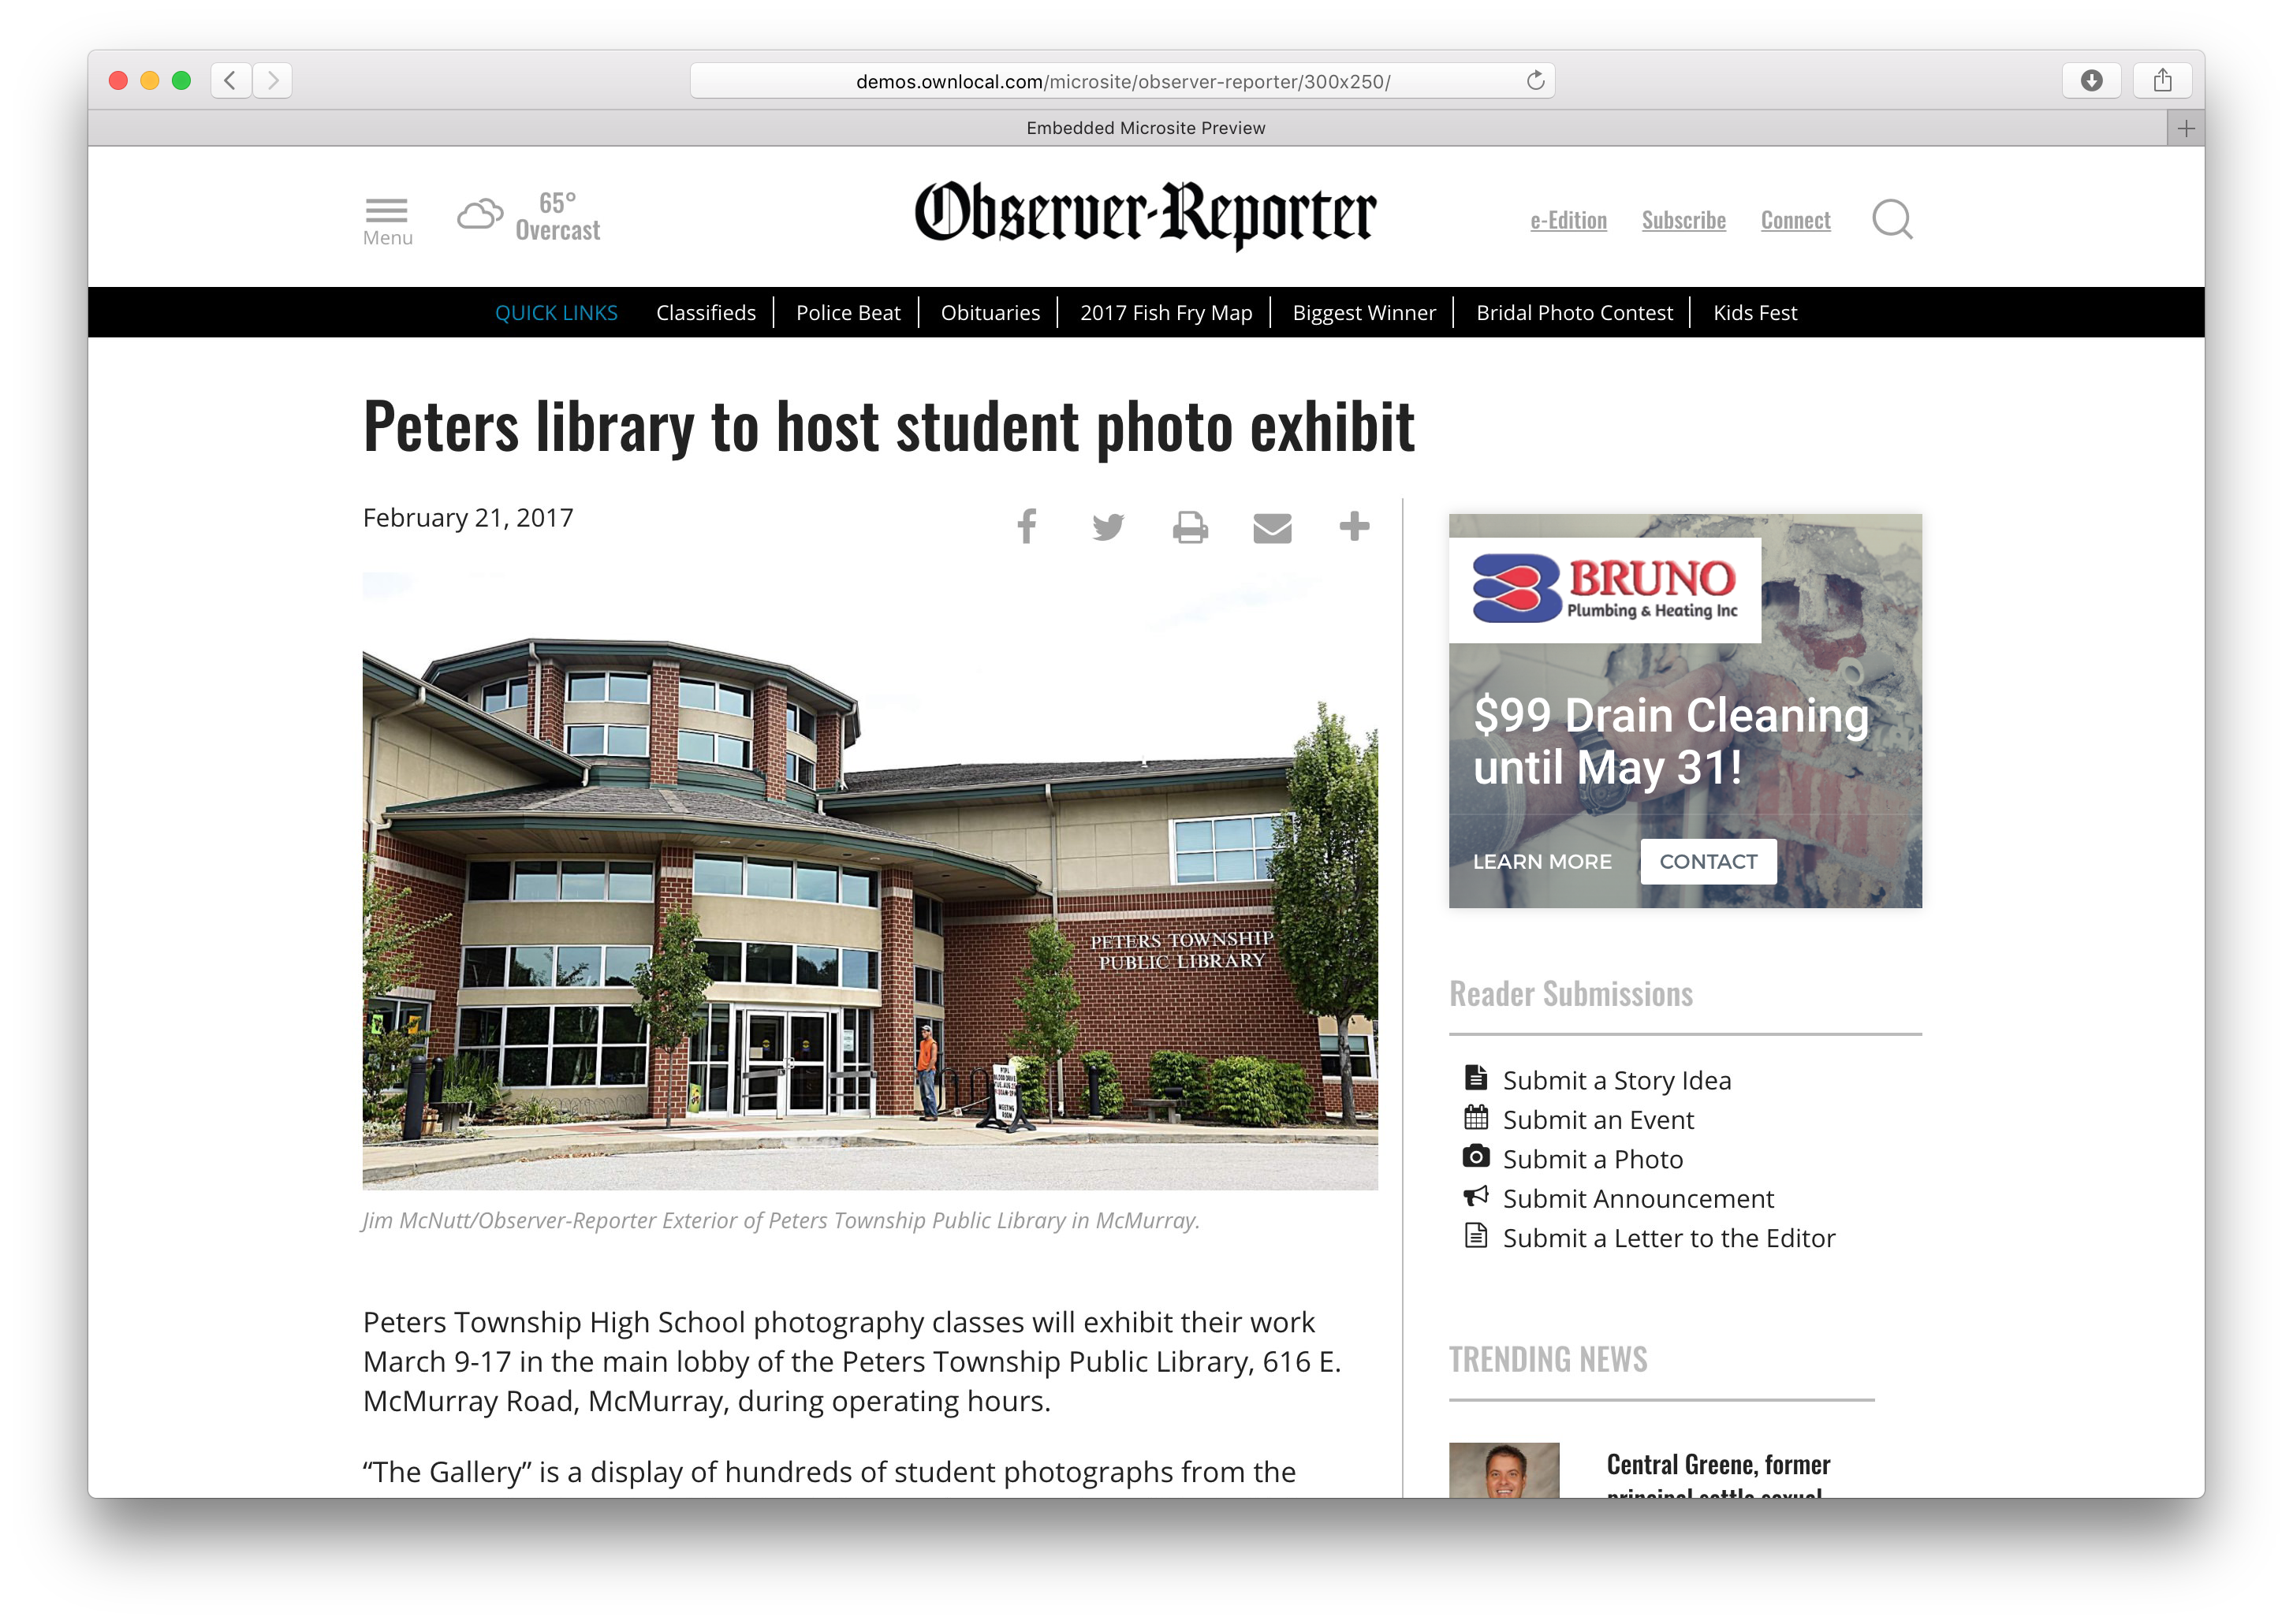 demos.ownlocal.com/microsite/observer-reporter/300x250/
Embedded Microsite Preview
Menu
65°
Overcast
Observer-Reporter
e-Edition
Subscribe
Connect
QUICK LINKS
Classifieds
Police Beat
Obituaries
2017 Fish Fry Map
Biggest Winner
Bridal Photo Contest
Kids Fest
Peters library to host student photo exhibit
February 21, 2017
PETERS TOWNSHIP
PUBLIC LIBRARY
Jim McNutt/Observer-Reporter Exterior of Peters Township Public Library in McMurray.
Peters Township High School photography classes will exhibit their work
March 9-17 in the main lobby of the Peters Township Public Library, 616 E.
McMurray Road, McMurray, during operating hours.
“The Gallery” is a display of hundreds of student photographs from the
BRUNO
Plumbing & Heating Inc
$99 Drain Cleaning
until May 31!
LEARN MORE
CONTACT
Reader Submissions
Submit a Story Idea
Submit an Event
Submit a Photo
Submit Announcement
Submit a Letter to the Editor
TRENDING NEWS
Central Greene, former
principal settle sexual